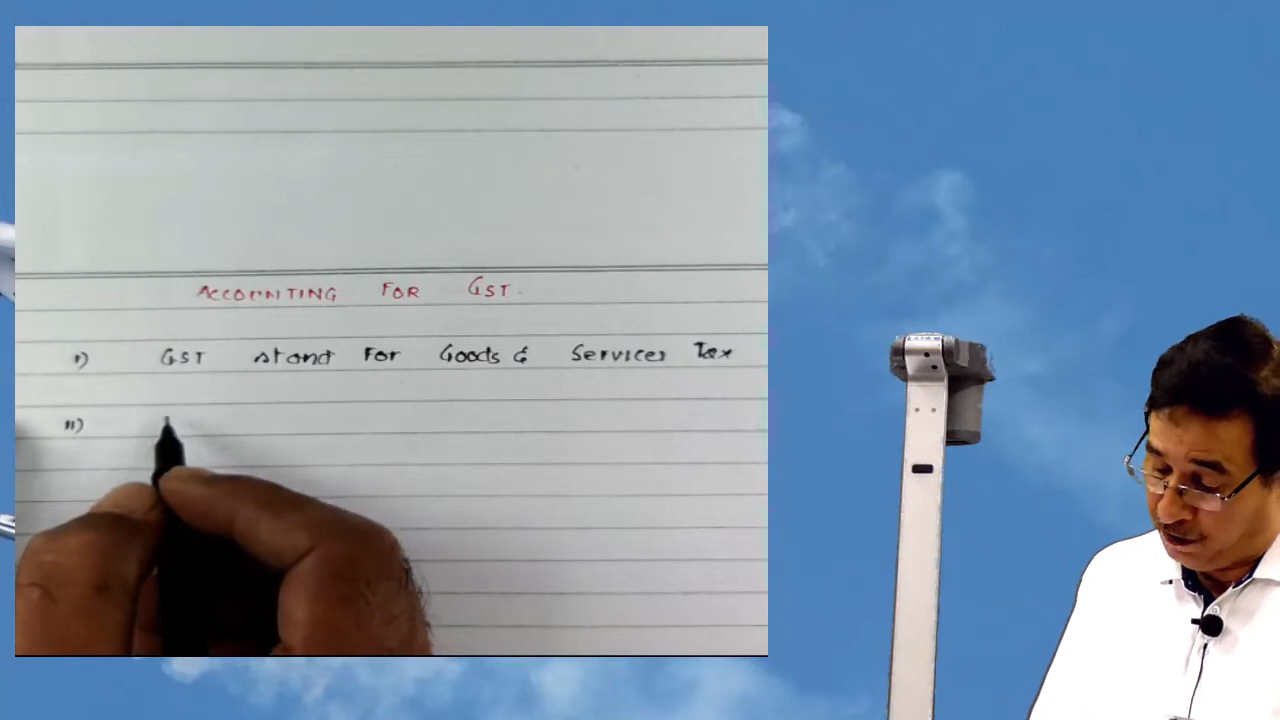 ACCOUNTING FOR GST.
i) GST stand For Goods & Services Tax
ii)